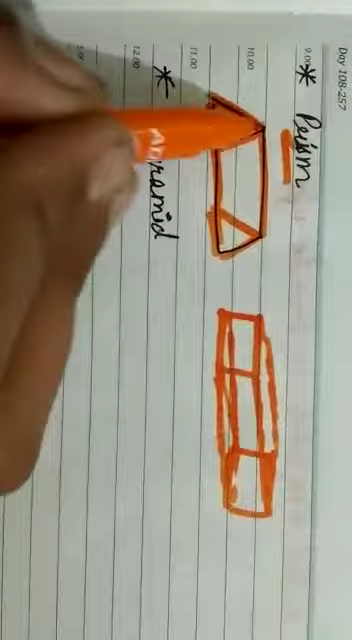 Day 108-257
9.00
* Prism
10.00
11.00
* ramid
12.00